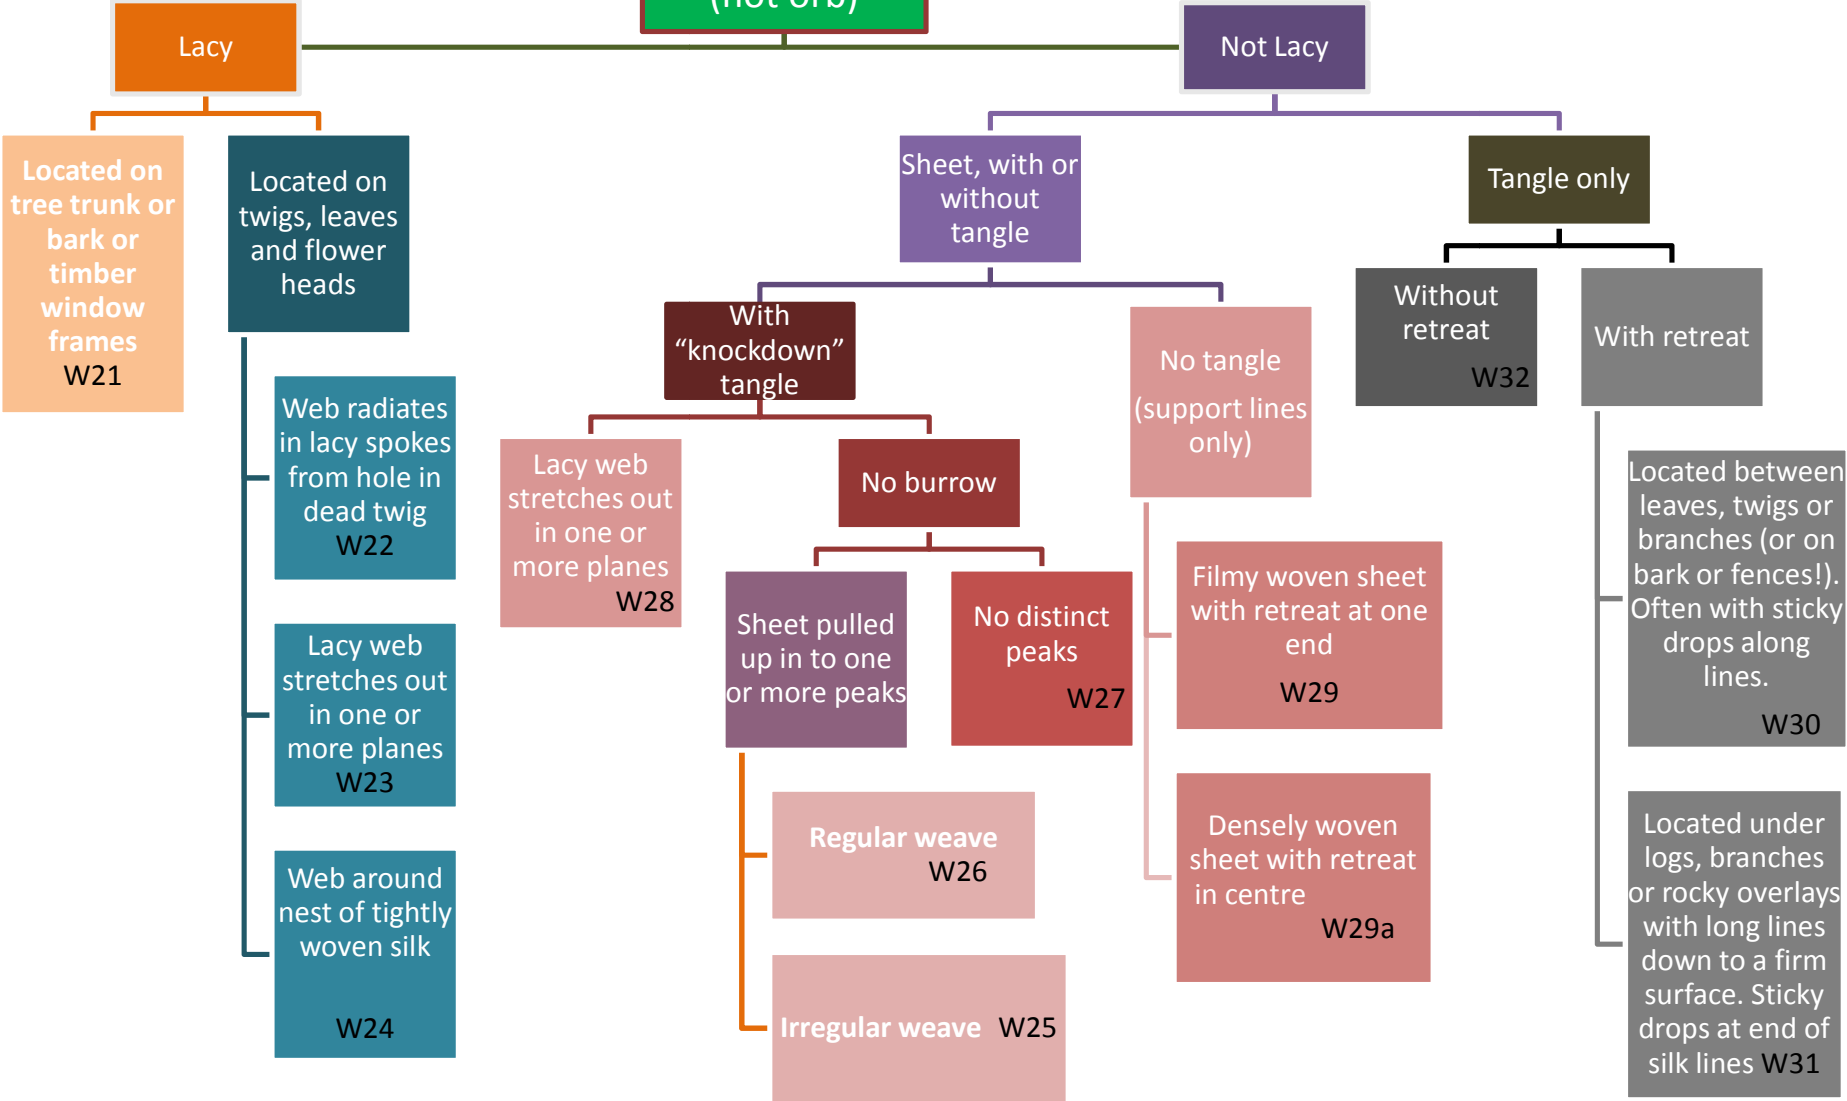 (not orb)
Lacy
Not Lacy
Located on
tree trunk or
bark or
timber
window
frames
W21
Located on
twigs, leaves
and flower
heads
Web radiates
in lacy spokes
from hole in
dead twig
W22
Lacy web
stretches out
in one or
more planes
W23
Web around
nest of tightly
woven silk
W24
Sheet, with or
without
tangle
With
“knockdown”
tangle
Lacy web
stretches out
in one or
more planes
W28
No burrow
Sheet pulled
up in to one
or more peaks
Regular weave
W26
Irregular weave W25
No distinct
peaks
W27
No tangle
(support lines
only)
Filmy woven sheet
with retreat at one
end
W29
Densely woven
sheet with retreat
in centre
W29a
Tangle only
Without
retreat
W32
With retreat
Located between
leaves, twigs or
branches (or on
bark or fences!).
Often with sticky
drops along
lines.
W30
Located under
logs, branches
or rocky overlays
with long lines
down to a firm
surface. Sticky
drops at end of
silk lines W31